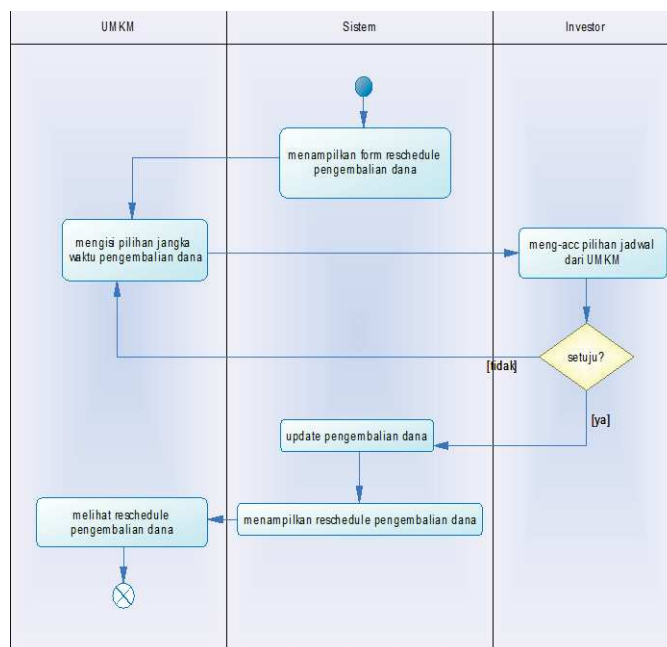 UMKM
Sistem
Investor
menampilkan form reschedule
pengembalian dana
mengisi pilihan jangka
waktu pengembalian dana
meng-acc pilihan jadwal
dari UMKM
setuju?
[tidak]
[ya]
update pengembalian dana
menampilkan reschedule pengembalian dana
melihat reschedule
pengembalian dana